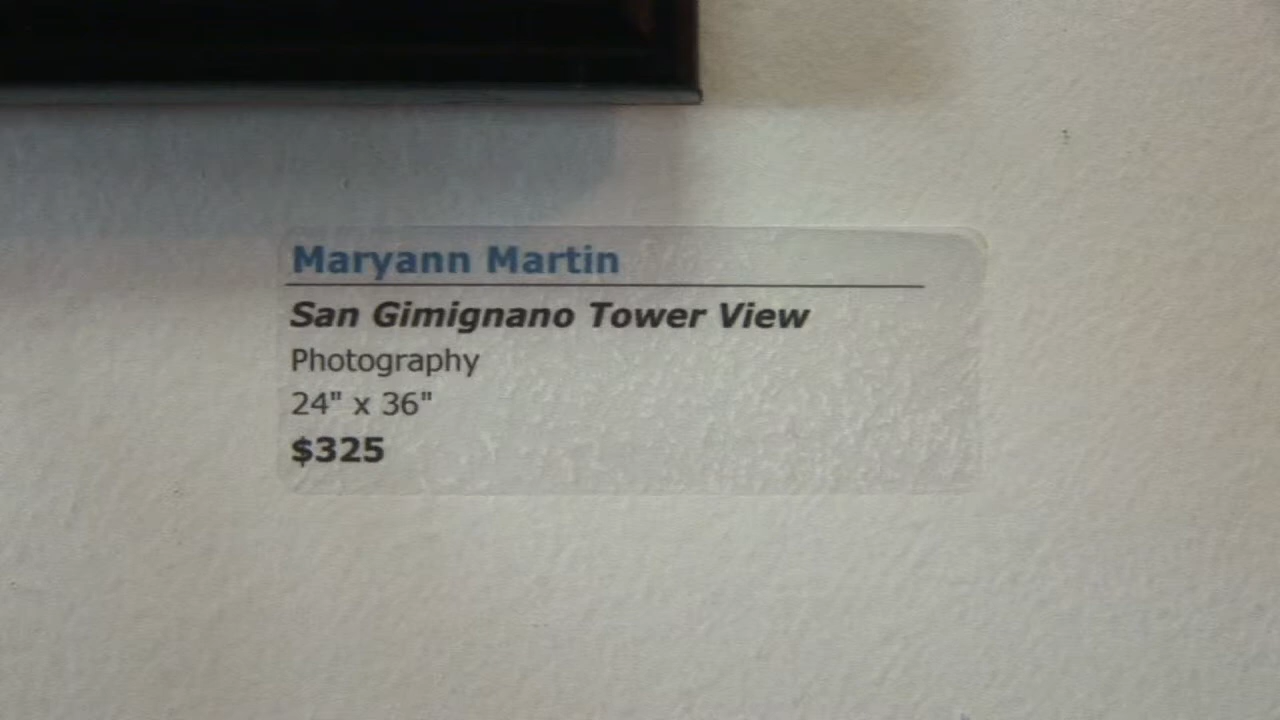 Maryann Martin
San Gimignano Tower View
Photography
24" x 36"
$325